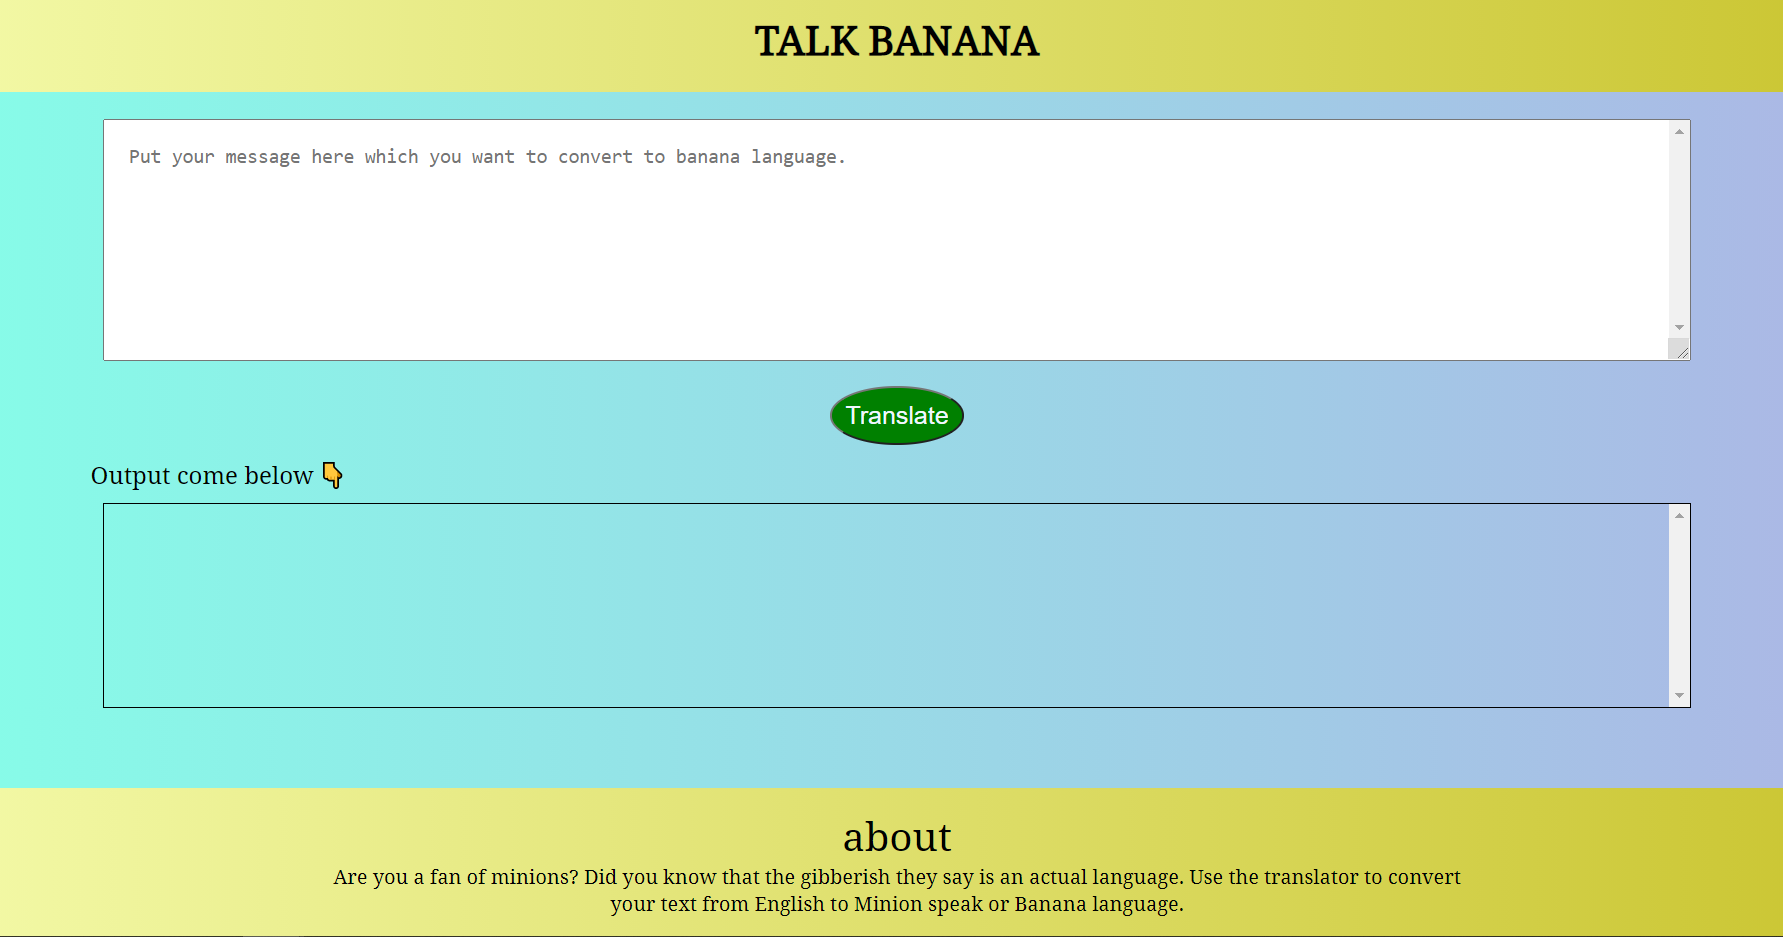 TALK BANANA
Put your message here which you want to convert to banana language.
Translate
Output come below 👇
about
Are you a fan of minions? Did you know that the gibberish they say is an actual language. Use the translator to convert
your text from English to Minion speak or Banana language.